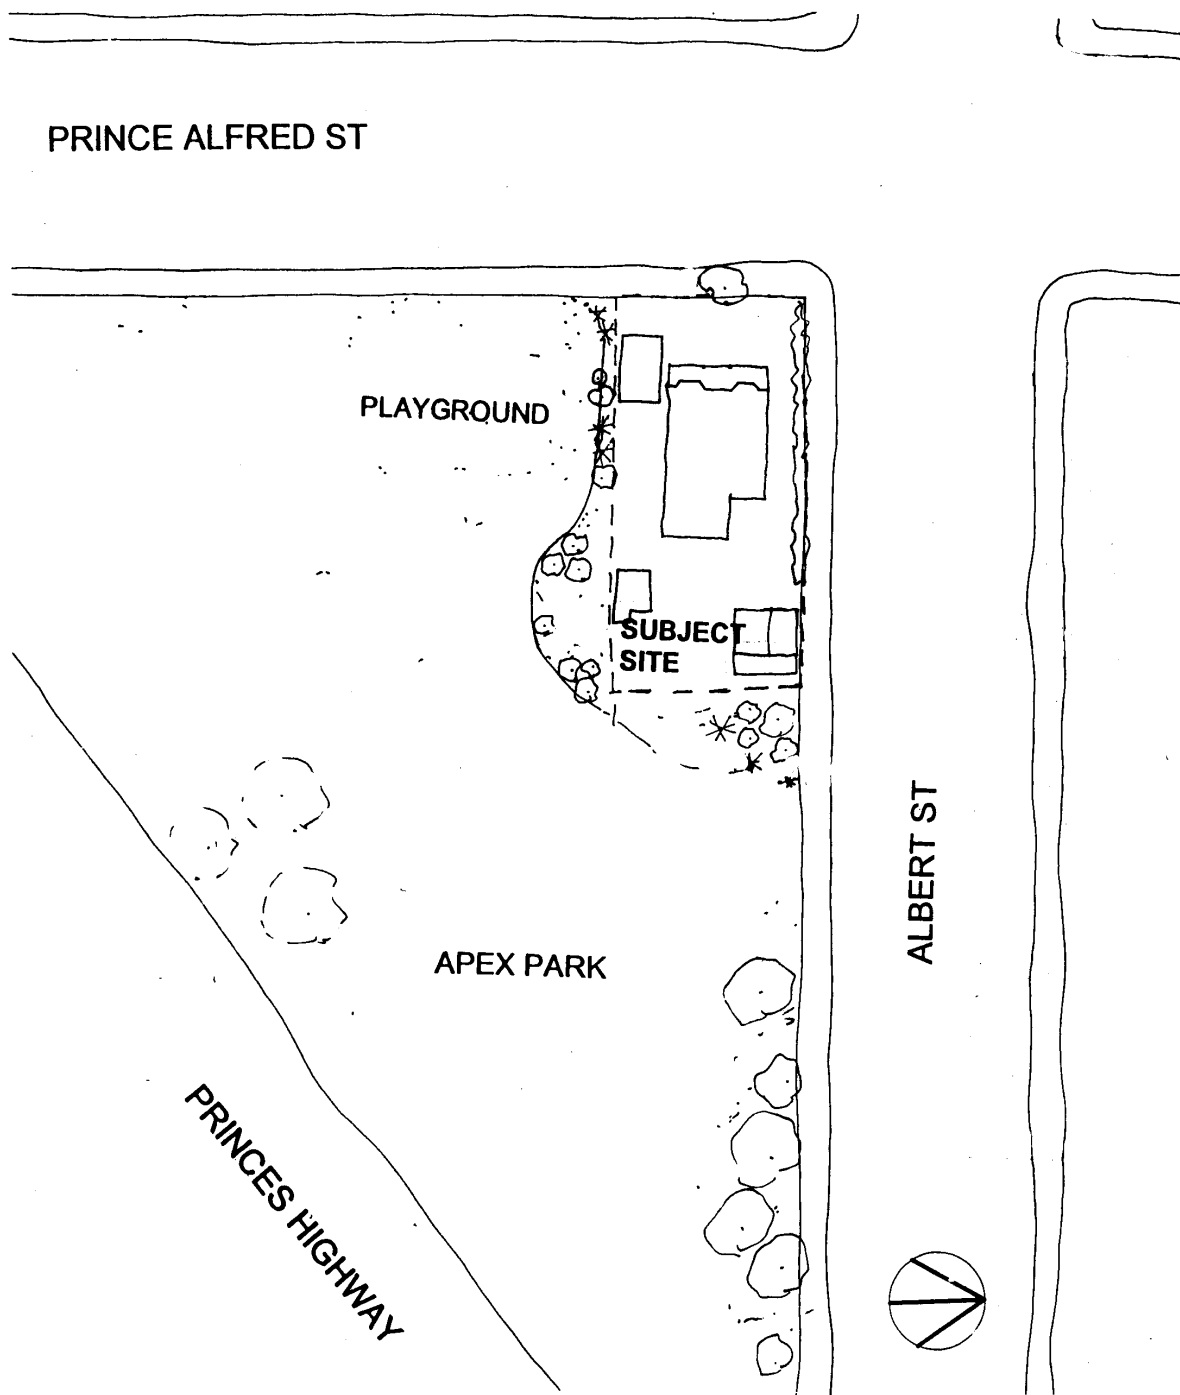 PRINCE ALFRED ST
PLAYGROUND
SUBJECT
SITE
ALBERT ST
APEX PARK
PRINCES HIGHWAY